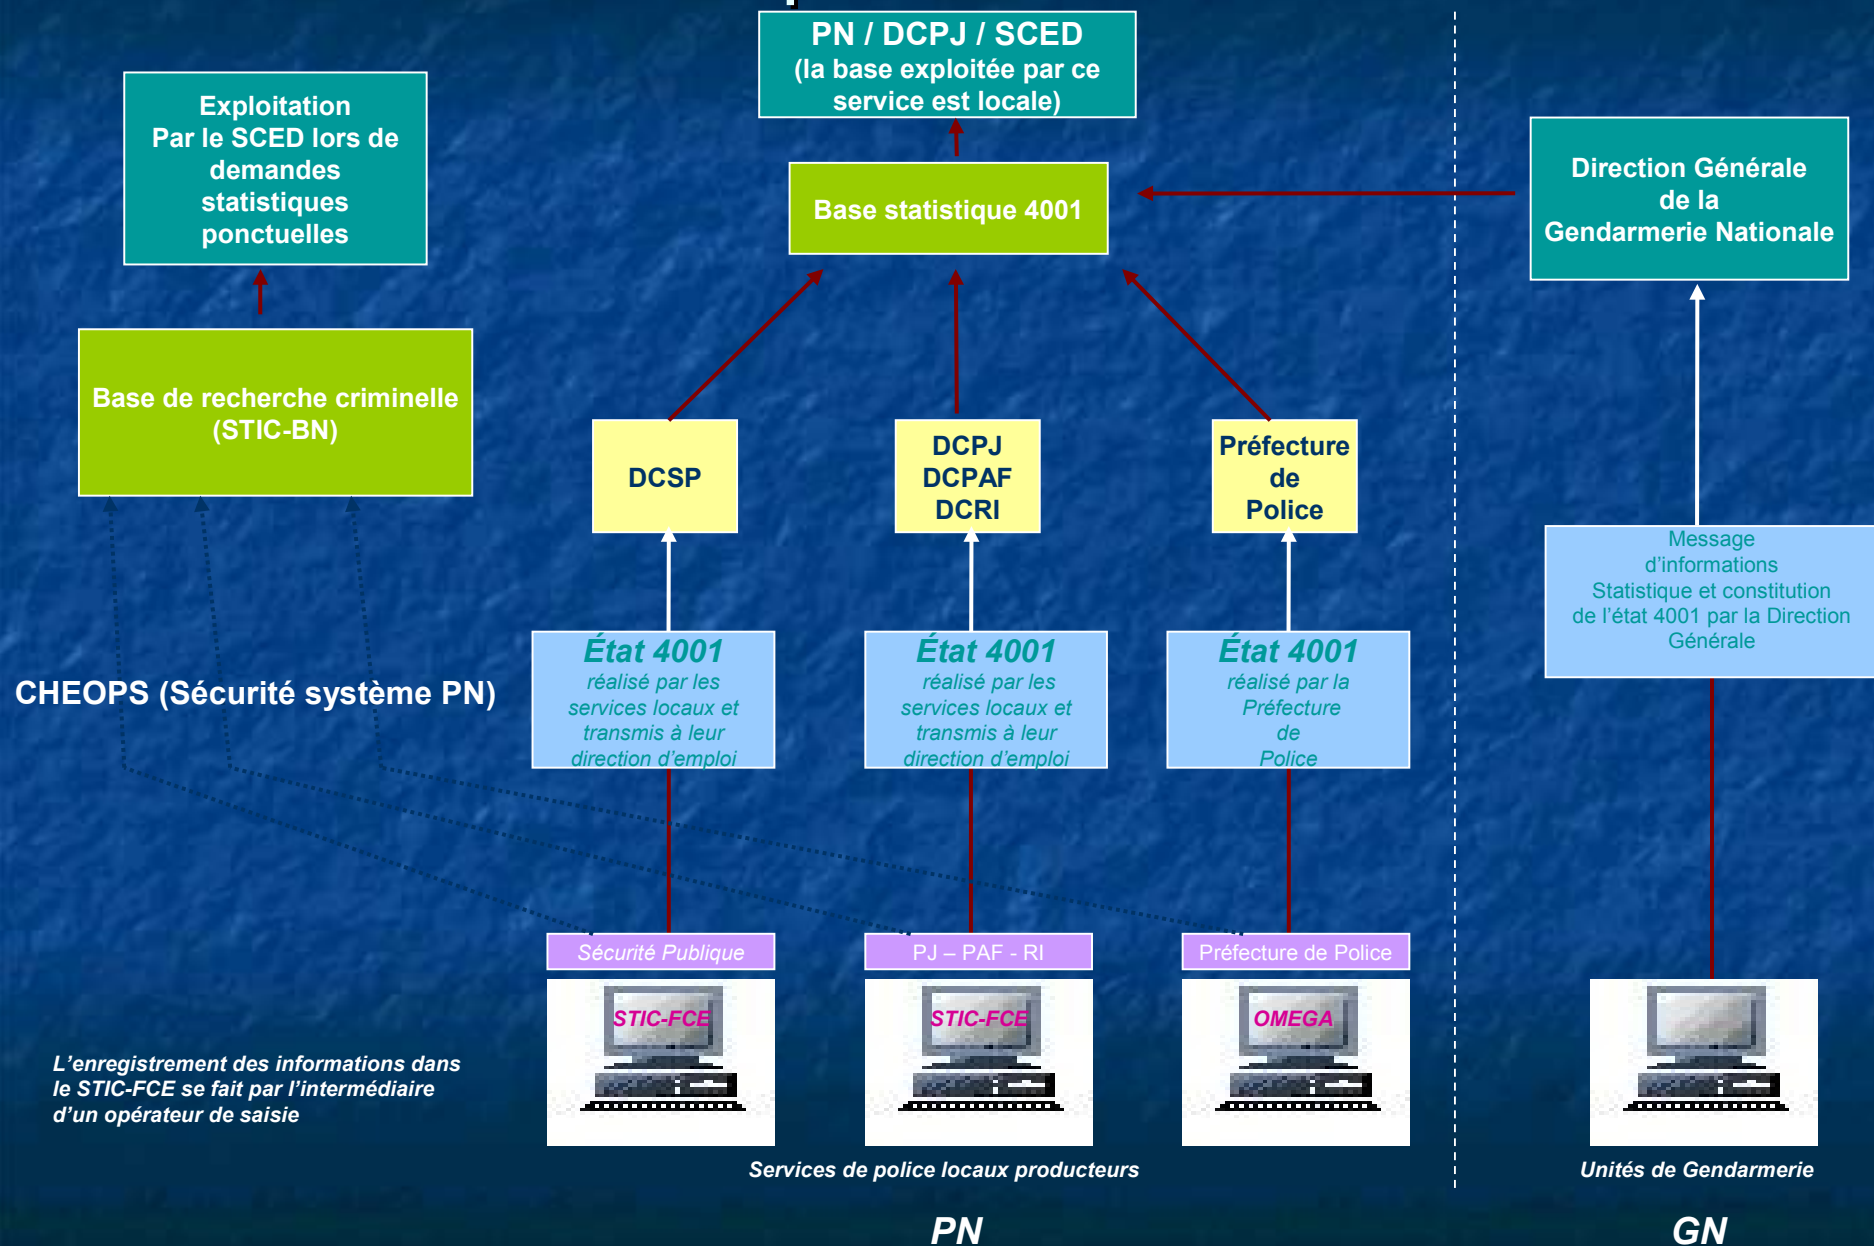 PN / DCPJ / SCED
(la base exploitée par ce
service est locale)
Exploitation
Par le SCED lors de
demandes
statistiques
ponctuelles
Base statistique 4001
Direction Générale
de la
Gendarmerie Nationale
Base de recherche criminelle
(STIC-BN)
DCSP
DCPJ
DCPAF
DCRI
Préfecture
de
Police
Message
d'informations
Statistique et constitution
de l'état 4001 par la Direction
Générale
CHEOPS (Sécurité système PN)
État 4001
réalisé par les
services locaux et
transmis à leur
direction d'emploi
État 4001
réalisé par les
services locaux et
transmis à leur
direction d'emploi
État 4001
réalisé par la
Préfecture
de
Police
Sécurité Publique
PJ – PAF - RI
Préfecture de Police
STIC-FCE
STIC-FCE
OMEGA
L'enregistrement des informations dans
le STIC-FCE se fait par l'intermédiaire
d'un opérateur de saisie
Services de police locaux producteurs
Unités de Gendarmerie
PN
GN